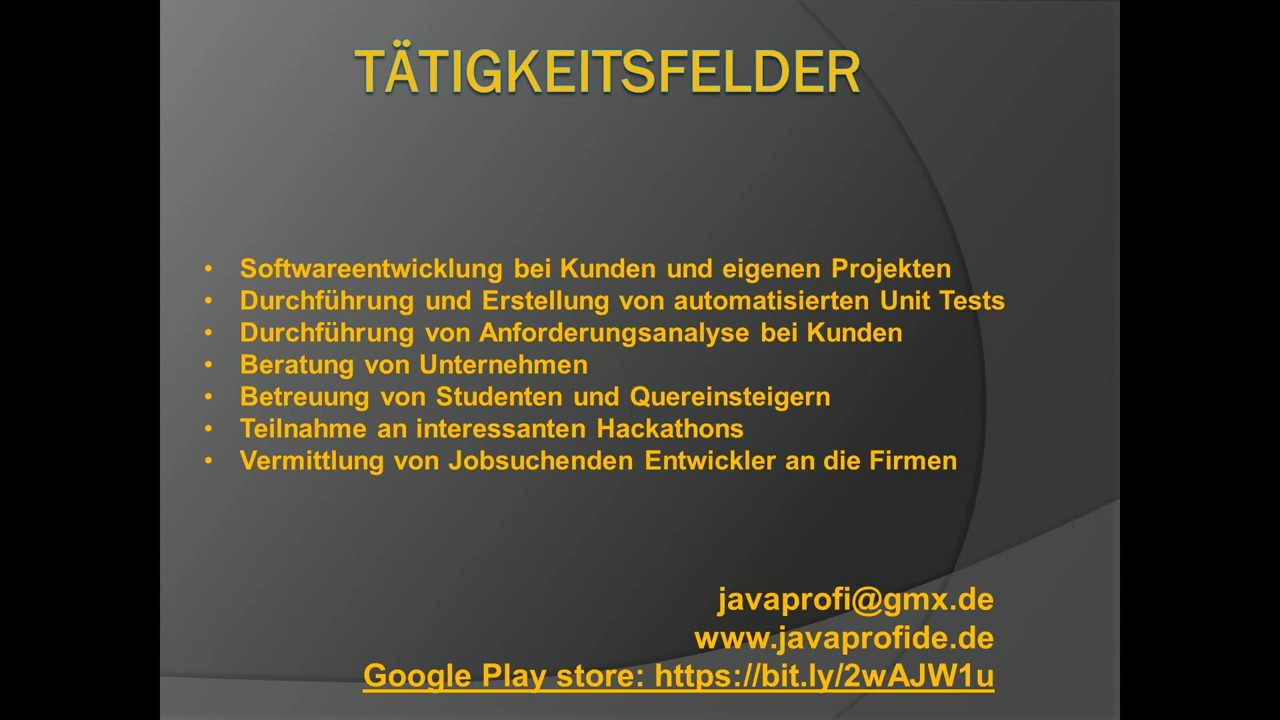 TÄTIGKEITSFELDER
• Softwareentwicklung bei Kunden und eigenen Projekten
• Durchführung und Erstellung von automatisierten Unit Tests
• Durchführung von Anforderungsanalyse bei Kunden
• Beratung von Unternehmen
• Betreuung von Studenten und Quereinsteigern
• Teilnahme an interessanten Hackathons
• Vermittlung von Jobsuchenden Entwickler an die Firmen
javaprofi@gmx.de
www.javaprofide.de
Google Play store: https://bit.ly/2wAJW1u